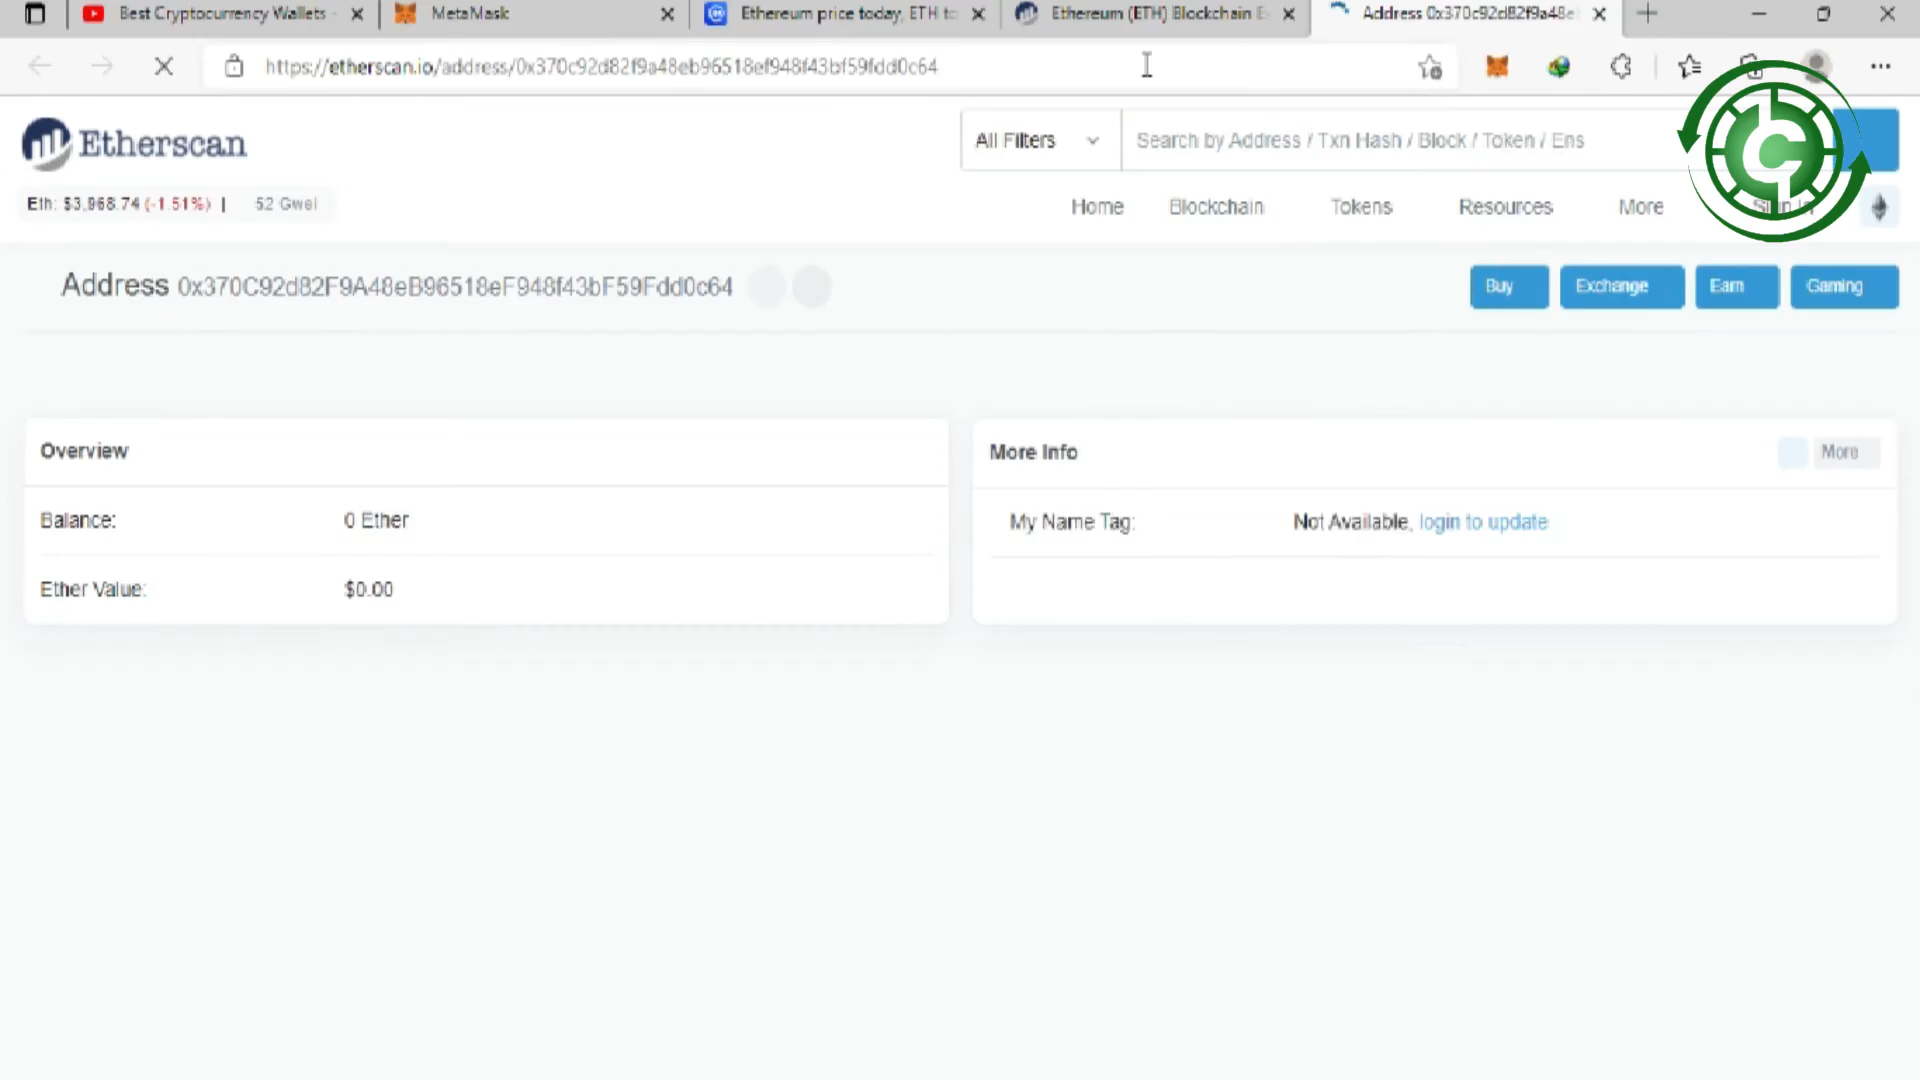 Best Cryptocurrency Wallets -
MetaMask
Ethereum price today, ETH to
Ethereum (ETH) Blockchain E
Address 0x370c92d82f9a48e
https://etherscan.io/address/0x370c92d82f9a48eb96518ef948f43bf59fdd0c64
Etherscan
All Filters
Search by Address / Txn Hash / Block / Token / Ens
Eth: $3,968.74 (-1.51%) | 52 Gwei
Home Blockchain Tokens Resources More Sign In
Address 0x370C92d82F9A48eB96518eF948f43bF59Fdd0c64
Buy Exchange Earn Gaming
Overview
Balance: 0 Ether
Ether Value: $0.00
More Info
More
My Name Tag: Not Available, login to update